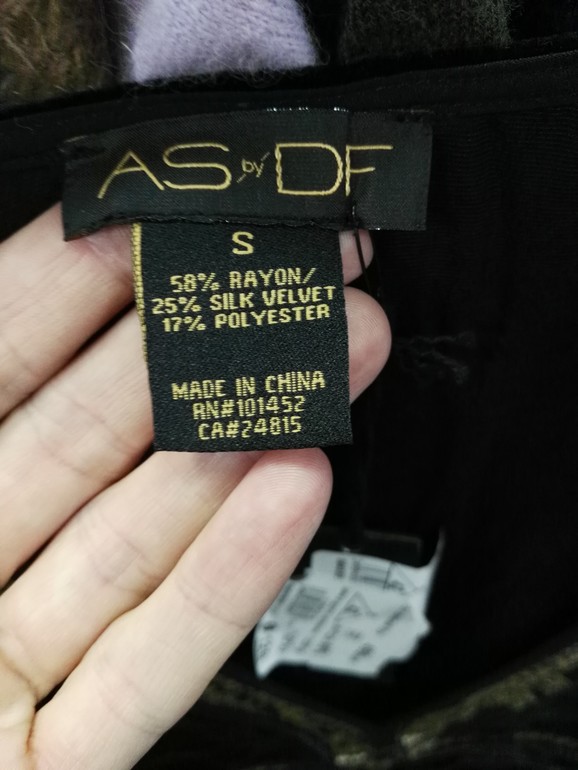 AS by DF
S
58% RAYON/
25% SILK VELVET
17% POLYESTER
MADE IN CHINA
RN#101452
CA#24815